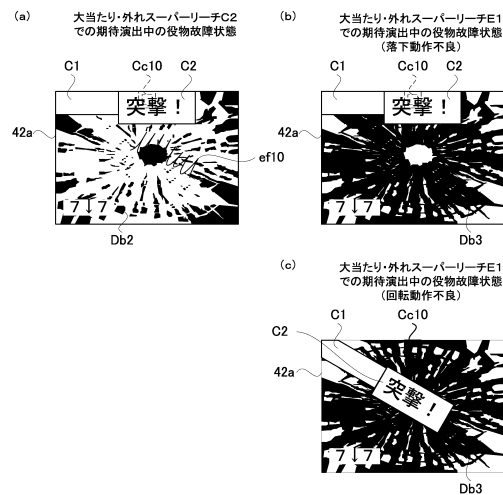 (a)
大当たり・外れスーパーリーチC2
での期待演出中の役物故障状態
C1
Cc10
C2
突撃！
42a
ef10
7↓7
Db2
(b)
大当たり・外れスーパーリーチE1
での期待演出中の役物故障状態
(落下動作不良)
C1
Cc10
C2
突撃！
42a
7↓7
Db3
(c)
大当たり・外れスーパーリーチE1
での期待演出中の役物故障状態
(回転動作不良)
C1
Cc10
C2
42a
突撃！
7↓7
Db3